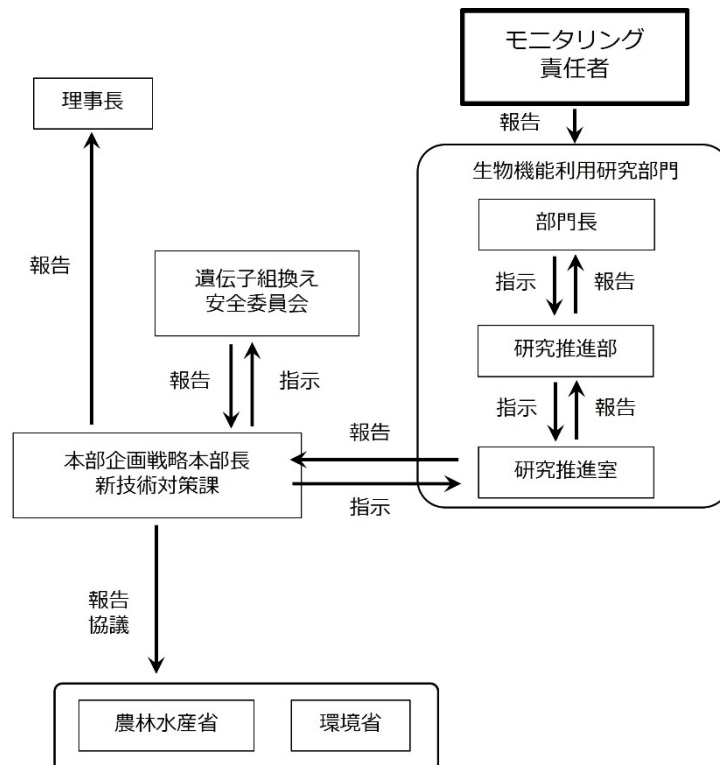 モニタリング
責任者
理事長
報告
生物機能利用研究部門
部門長
報告
遺伝子組換え
安全委員会
指示
報告
研究推進部
報告
指示
指示
報告
報告
本部企画戦略本部長
新技術対策課
研究推進室
指示
報告
協議
農林水産省
環境省